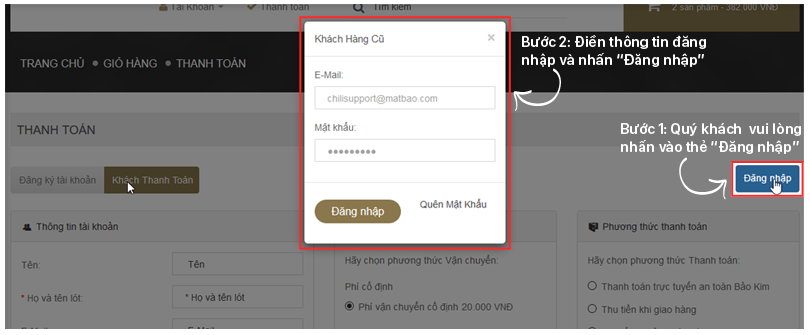 Tài Khoản
Thanh toán
Tìm kiếm
2 sản phẩm - 382.000 VNĐ
Khách Hàng Cũ
×
Bước 2: Điền thông tin đăng
nhập và nhấn "Đăng nhập"
TRANG CHỦ GIỎ HÀNG THANH TOÁN
E-Mail:
chilisupport@matbao.com
Mật khẩu:
THANH TOÁN
Bước 1: Quý khách vui lòng
nhấn vào thẻ "Đăng nhập"
Đăng ký tài khoản
Khách Thanh Toán
Đăng nhập
Đăng nhập
Quên Mật Khẩu
Thông tin tài khoản
Phương thức thanh toán
Tên:
Tên
Hãy chọn phương thức Vận chuyển:
Hãy chọn phương thức Thanh toán:
Phí cố định
Thanh toán trực tuyến an toàn Bảo Kim
* Họ và tên lót:
* Họ và tên lót
Phí vận chuyển cố định 20.000 VNĐ
Thu tiền khi giao hàng